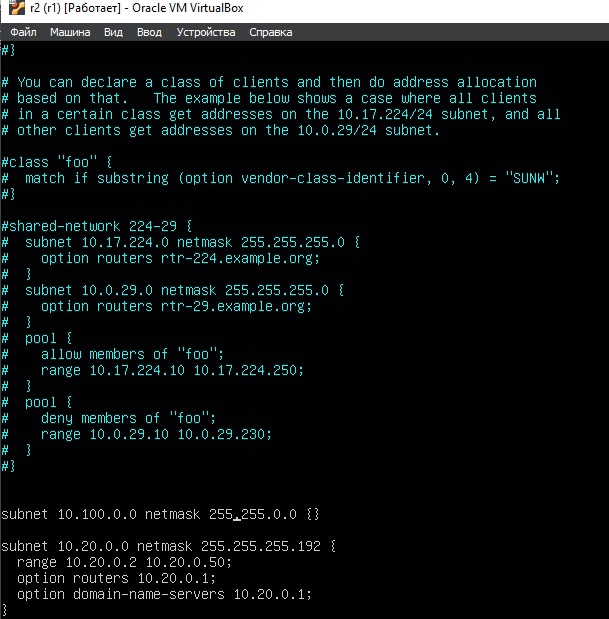 r2 (r1) [Работает] - Oracle VM VirtualBox
Файл Машина Вид Ввод Устройства Справка
#}
# You can declare a class of clients and then do address allocation
# based on that.   The example below shows a case where all clients
# in a certain class get addresses on the 10.17.224/24 subnet, and all
# other clients get addresses on the 10.0.29/24 subnet.
#class "foo" {
#  match if substring (option vendor-class-identifier, 0, 4) = "SUNW";
#}
#shared-network 224-29 {
#  subnet 10.17.224.0 netmask 255.255.255.0 {
#    option routers rtr-224.example.org;
#  }
#  subnet 10.0.29.0 netmask 255.255.255.0 {
#    option routers rtr-29.example.org;
#  }
#  pool {
#    allow members of "foo";
#    range 10.17.224.10 10.17.224.250;
#  }
#  pool {
#    deny members of "foo";
#    range 10.0.29.10 10.0.29.230;
#  }
#}
subnet 10.100.0.0 netmask 255.255.0.0 {}
subnet 10.20.0.0 netmask 255.255.255.192 {
  range 10.20.0.2 10.20.0.50;
  option routers 10.20.0.1;
  option domain-name-servers 10.20.0.1;
}